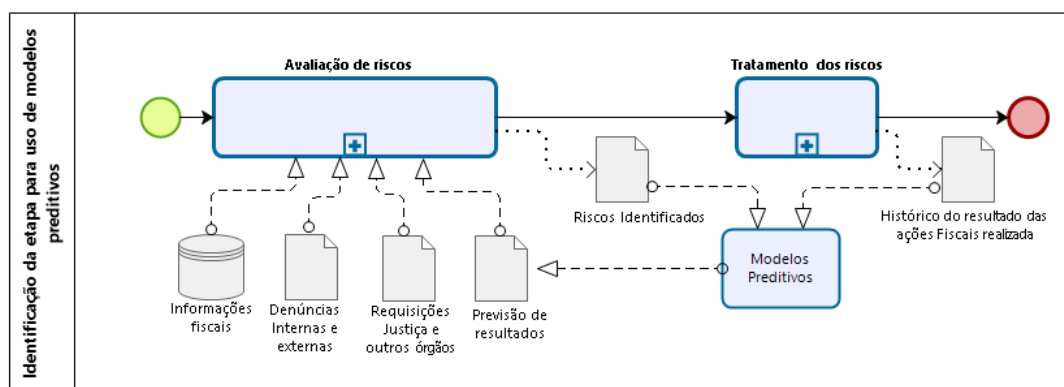 Identificação da etapa para uso de modelos
preditivos
Avaliação de riscos
Tratamento dos riscos
Riscos Identificados
Histórico do resultado das
ações Fiscais realizada
Modelos
Preditivos
Informações
fiscais
Denúncias
Internas e
externas
Requisições
Justiça e
outros órgãos
Previsão de
resultados